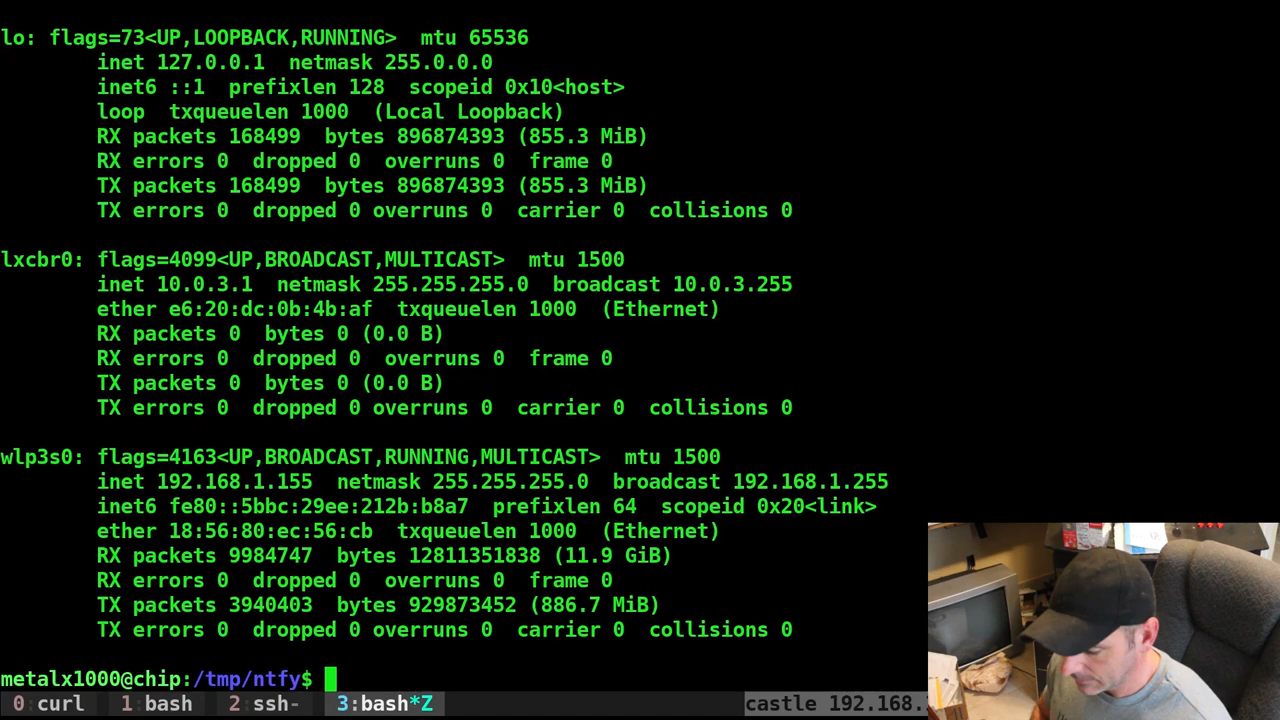 lo: flags=73<UP,LOOPBACK,RUNNING>  mtu 65536
        inet 127.0.0.1  netmask 255.0.0.0
        inet6 ::1  prefixlen 128  scopeid 0x10<host>
        loop  txqueuelen 1000  (Local Loopback)
        RX packets 168499  bytes 896874393 (855.3 MiB)
        RX errors 0  dropped 0  overruns 0  frame 0
        TX packets 168499  bytes 896874393 (855.3 MiB)
        TX errors 0  dropped 0 overruns 0  carrier 0  collisions 0
lxcbr0: flags=4099<UP,BROADCAST,MULTICAST>  mtu 1500
        inet 10.0.3.1  netmask 255.255.255.0  broadcast 10.0.3.255
        ether e6:20:dc:0b:4b:af  txqueuelen 1000  (Ethernet)
        RX packets 0  bytes 0 (0.0 B)
        RX errors 0  dropped 0  overruns 0  frame 0
        TX packets 0  bytes 0 (0.0 B)
        TX errors 0  dropped 0 overruns 0  carrier 0  collisions 0
wlp3s0: flags=4163<UP,BROADCAST,RUNNING,MULTICAST>  mtu 1500
        inet 192.168.1.155  netmask 255.255.255.0  broadcast 192.168.1.255
        inet6 fe80::5bbc:29ee:212b:b8a7  prefixlen 64  scopeid 0x20<link>
        ether 18:56:80:ec:56:cb  txqueuelen 1000  (Ethernet)
        RX packets 9984747  bytes 12811351838 (11.9 GiB)
        RX errors 0  dropped 0  overruns 0  frame 0
        TX packets 3940403  bytes 929873452 (886.7 MiB)
        TX errors 0  dropped 0 overruns 0  carrier 0  collisions 0
metalx1000@chip:/tmp/ntfy$
0:curl  1:bash  2:ssh-  3:bash*Z  castle 192.168.